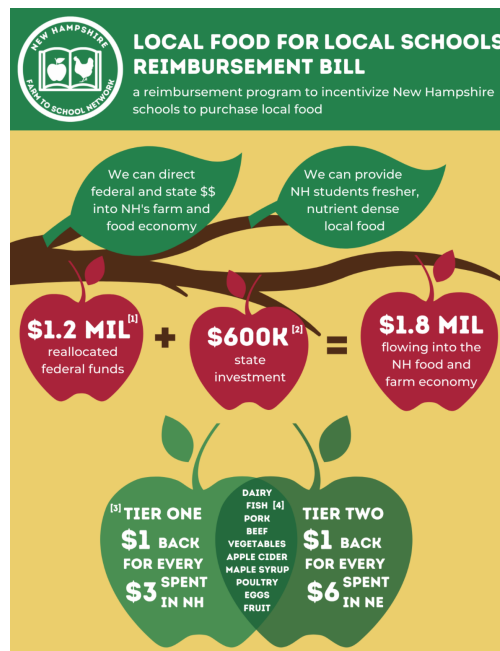 NEW HAMPSHIRE
FARM TO SCHOOL NETWORK
LOCAL FOOD FOR LOCAL SCHOOLS
REIMBURSEMENT BILL
a reimbursement program to incentivize New Hampshire
schools to purchase local food
We can direct
federal and state $$
into NH's farm and
food economy
We can provide
NH students fresher,
nutrient dense
local food
$1.2 MIL [1]
reallocated
federal funds
+
$600K [2]
state
investment
=
$1.8 MIL
flowing into the
NH food and
farm economy
[3] TIER ONE
$1 BACK
FOR EVERY
$3 SPENT
IN NH
DAIRY
FISH [4]
PORK
BEEF
VEGETABLES
APPLE CIDER
MAPLE SYRUP
POULTRY
EGGS
FRUIT
TIER TWO
$1 BACK
FOR EVERY
$6 SPENT
IN NE